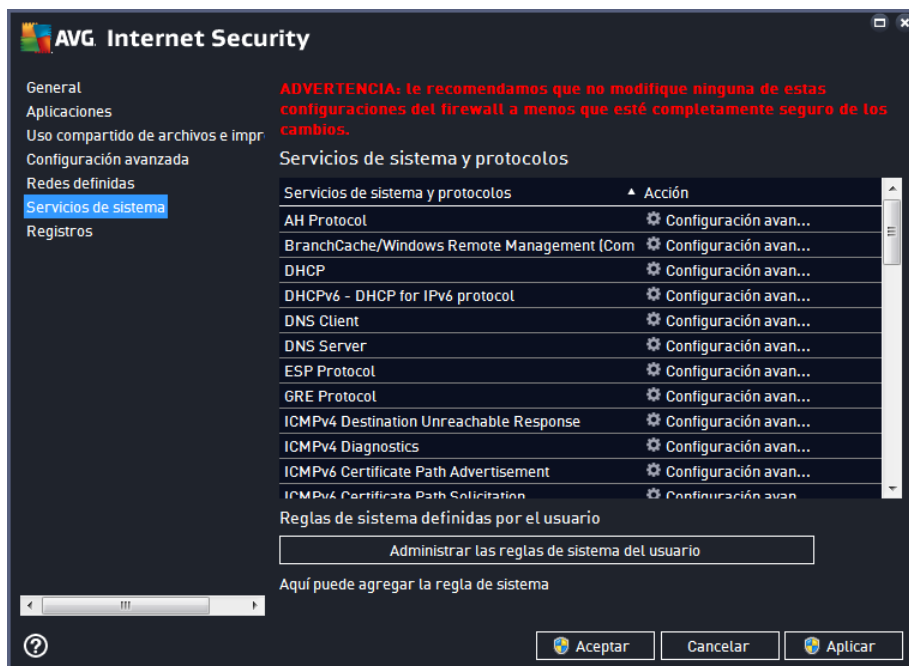 AVG Internet Security
General
Aplicaciones
Uso compartido de archivos e impr
Configuración avanzada
Redes definidas
Servicios de sistema
Registros
ADVERTENCIA: le recomendamos que no modifique ninguna de estas
configuraciones del firewall a menos que esté completamente seguro de los
cambios.
Servicios de sistema y protocolos
Servicios de sistema y protocolos Acción
AH Protocol Configuración avan...
BranchCache/Windows Remote Management (Com Configuración avan...
DHCP Configuración avan...
DHCPv6 - DHCP for IPv6 protocol Configuración avan...
DNS Client Configuración avan...
DNS Server Configuración avan...
ESP Protocol Configuración avan...
GRE Protocol Configuración avan...
ICMPv4 Destination Unreachable Response Configuración avan...
ICMPv4 Diagnostics Configuración avan...
ICMPv6 Certificate Path Advertisement Configuración avan...
ICMPv6 Certificate Path Solicitation Configuración avan...
Reglas de sistema definidas por el usuario
Administrar las reglas de sistema del usuario
Aquí puede agregar la regla de sistema
Aceptar Cancelar Aplicar